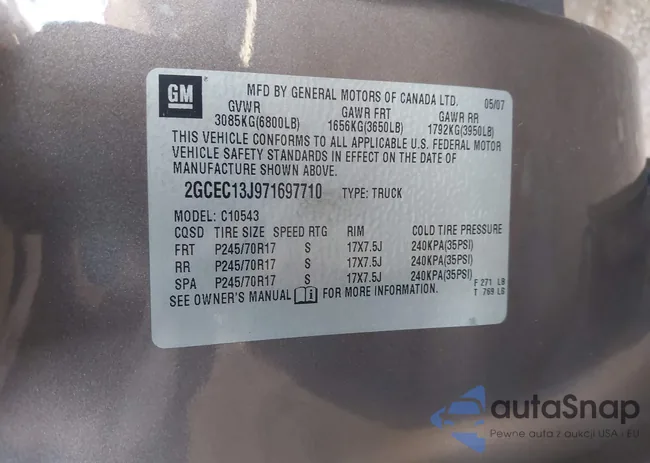 GM
MFD BY GENERAL MOTORS OF CANADA LTD. 05/07
GVWR GAWR FRT GAWR RR
3085KG(6800LB) 1656KG(3650LB) 1792KG(3950LB)
THIS VEHICLE CONFORMS TO ALL APPLICABLE U.S. FEDERAL MOTOR
VEHICLE SAFETY STANDARDS IN EFFECT ON THE DATE OF
MANUFACTURE SHOWN ABOVE.
2GCEC13J971697710 TYPE: TRUCK
MODEL: C10543
CQSD TIRE SIZE SPEED RTG RIM COLD TIRE PRESSURE
FRT P245/70R17 S 17X7.5J 240KPA(35PSI)
RR P245/70R17 S 17X7.5J 240KPA(35PSI)
SPA P245/70R17 S 17X7.5J 240KPA(35PSI)
SEE OWNER'S MANUAL i FOR MORE INFORMATION.
F 271 LB
T 769 LB
autaSnap
Pewne auta z aukcji USA - EU